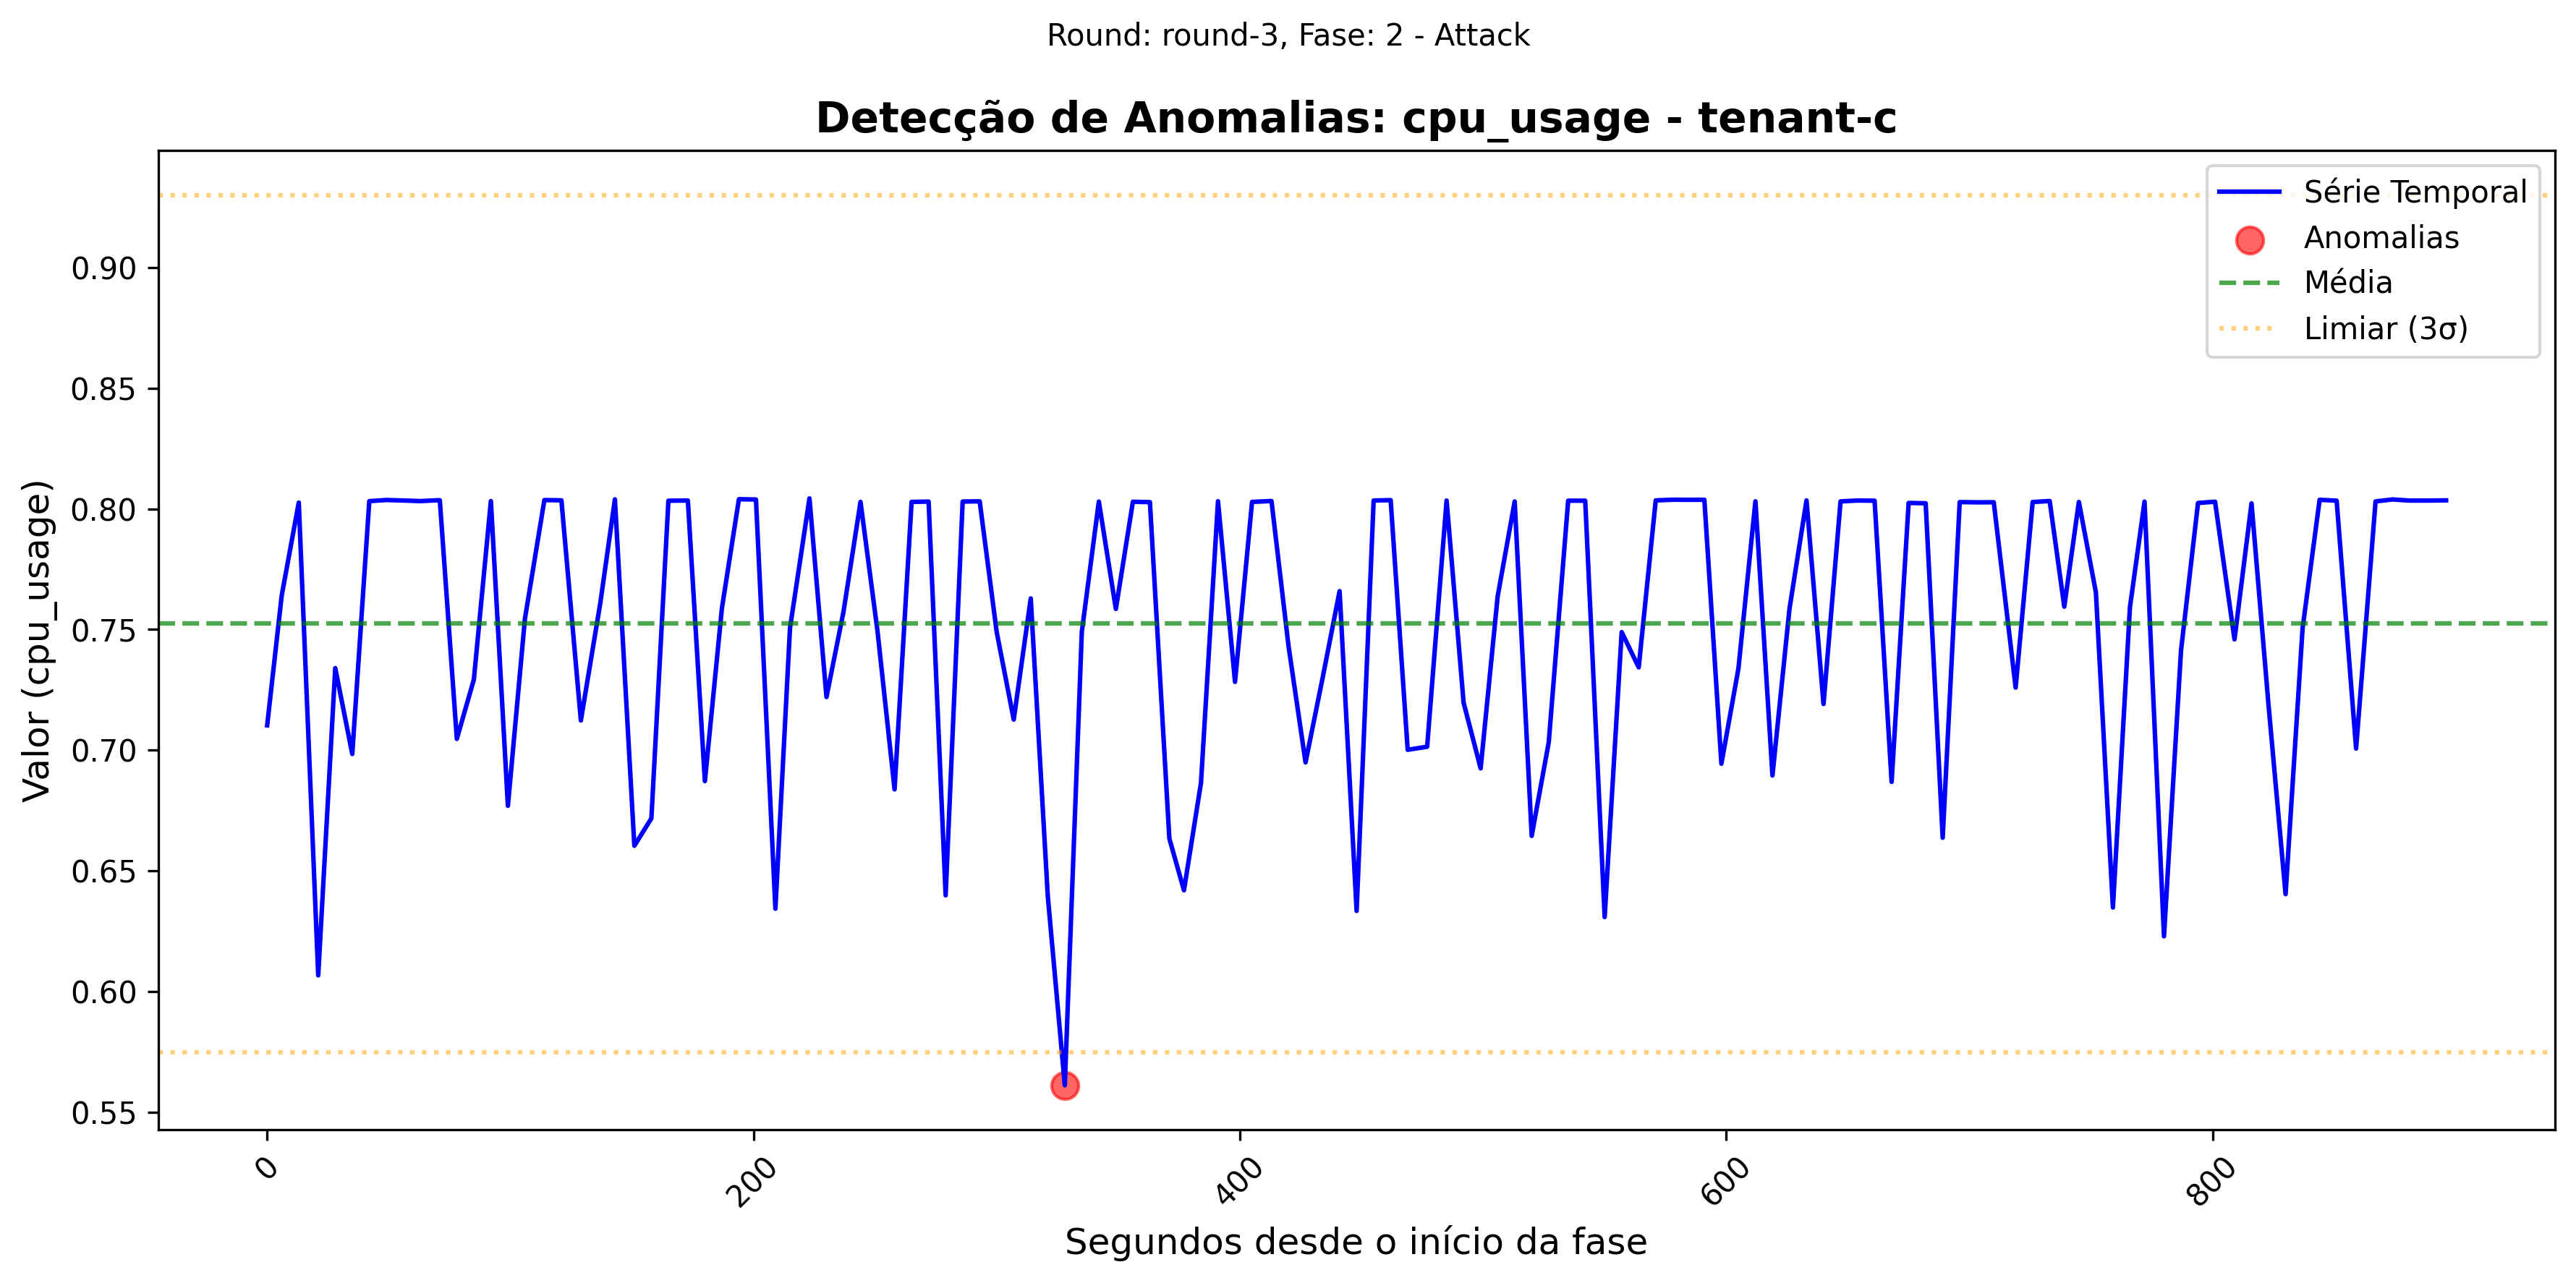 Round: round-3, Fase: 2 - Attack
Detecção de Anomalias: cpu_usage - tenant-c
Série Temporal
Anomalias
Média
Limiar (3σ)
Valor (cpu_usage)
0.90
0.85
0.80
0.75
0.70
0.65
0.60
0.55
0
200
400
600
800
Segundos desde o início da fase